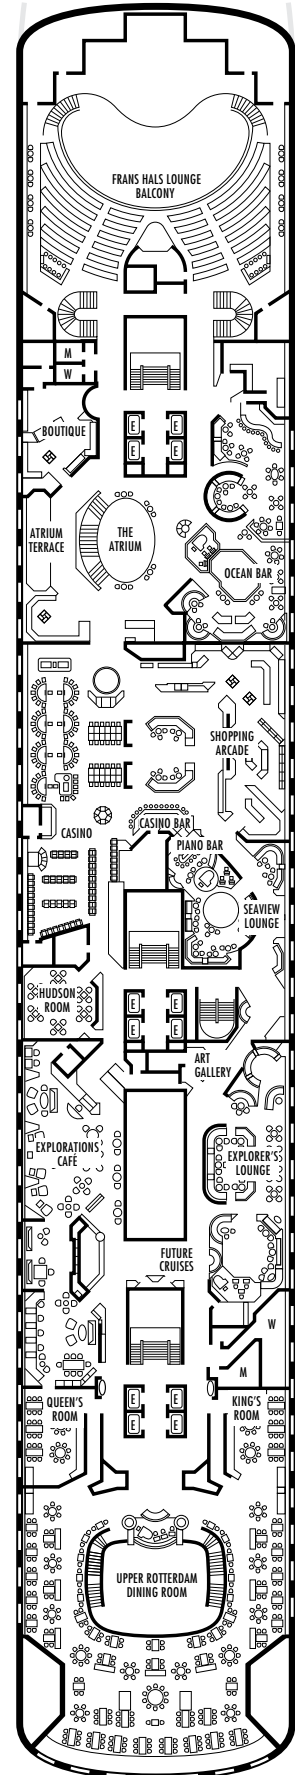 FRANS HALS LOUNGE
BALCONY
M
W
E
E
E
E
BOUTIQUE
ATRIUM
TERRACE
THE
ATRIUM
OCEAN BAR
SHOPPING
ARCADE
CASINO
CASINO BAR
PIANO BAR
SEAVIEW
LOUNGE
HUDSON
ROOM
E
E
E
E
ART
GALLERY
EXPLORATIONS
CAFÉ
EXPLORER'S
LOUNGE
FUTURE
CRUISES
W
M
QUEEN'S
ROOM
E
E
E
E
KING'S
ROOM
UPPER ROTTERDAM
DINING ROOM